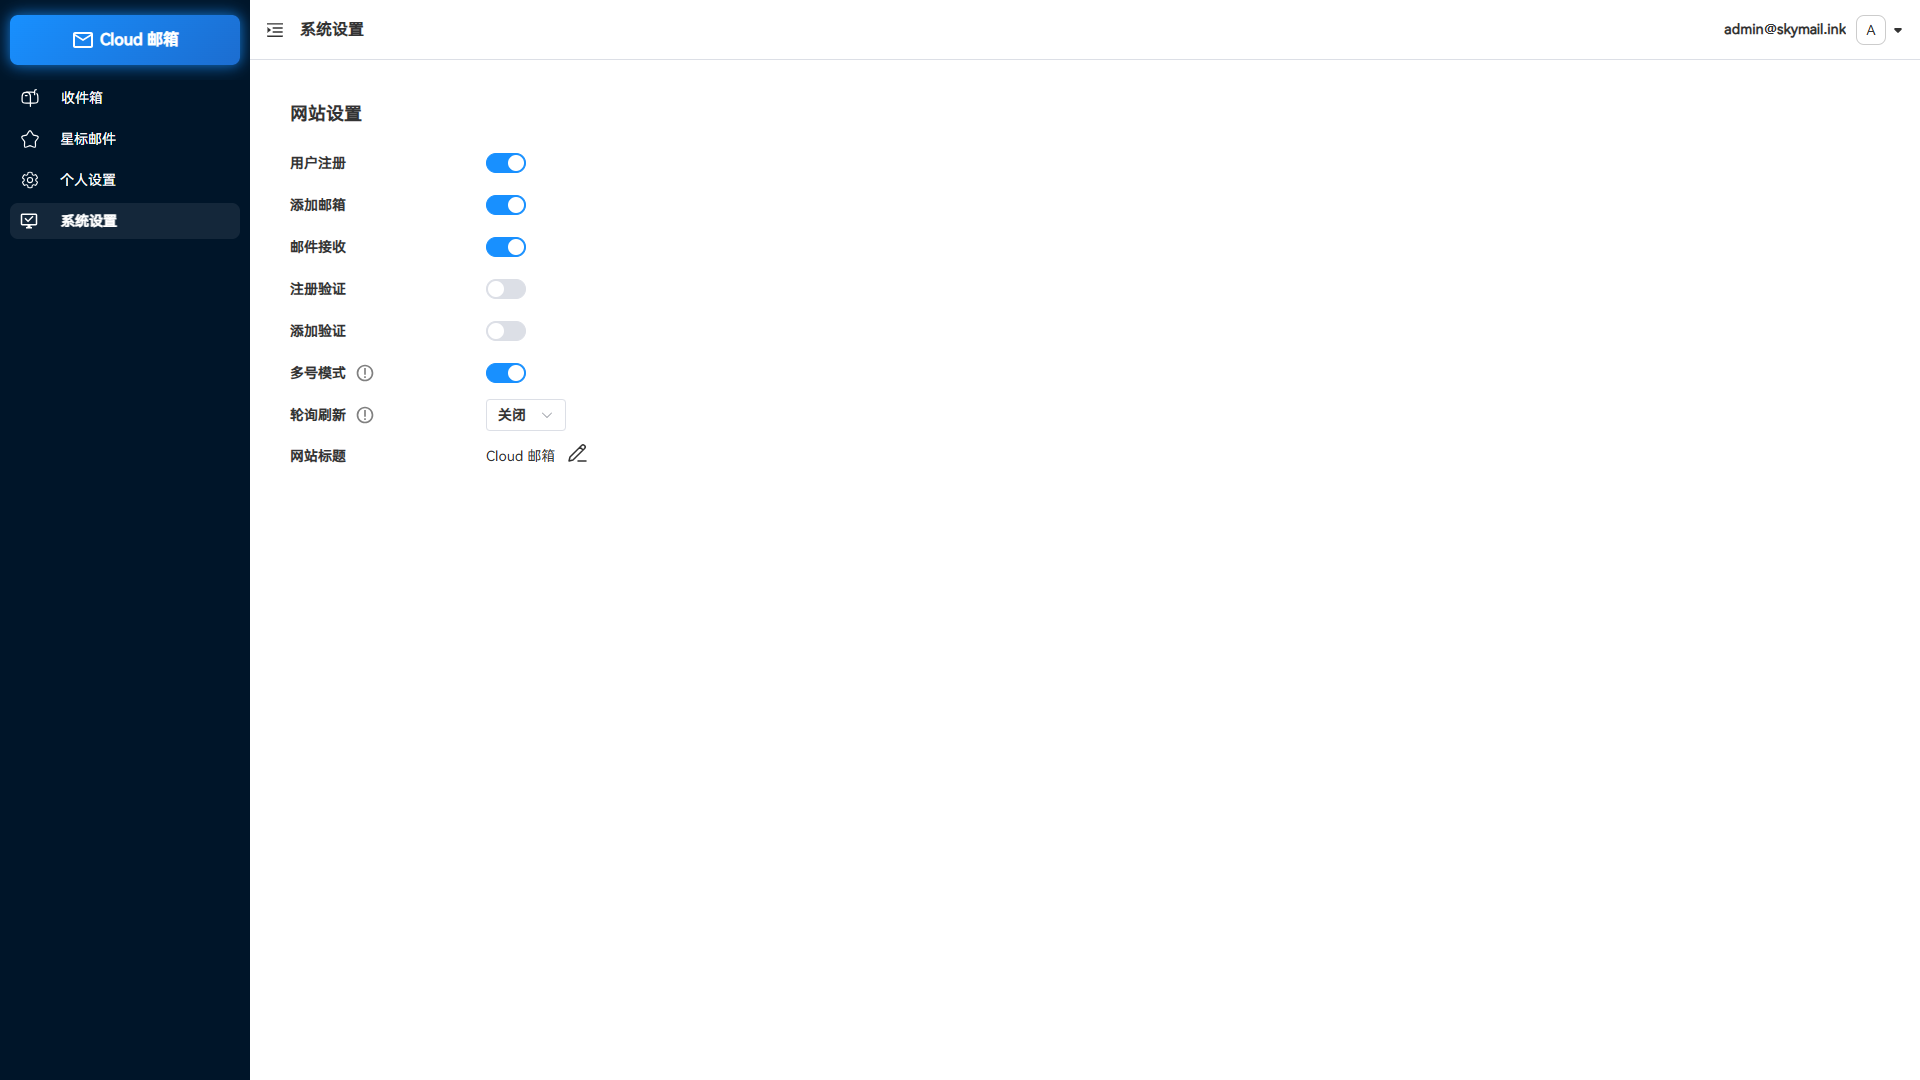 Cloud 邮箱
收件箱
星标邮件
个人设置
系统设置
系统设置
admin@skymail.ink
A
网站设置
用户注册
添加邮箱
邮件接收
注册验证
添加验证
多号模式
轮询刷新
关闭
网站标题
Cloud 邮箱